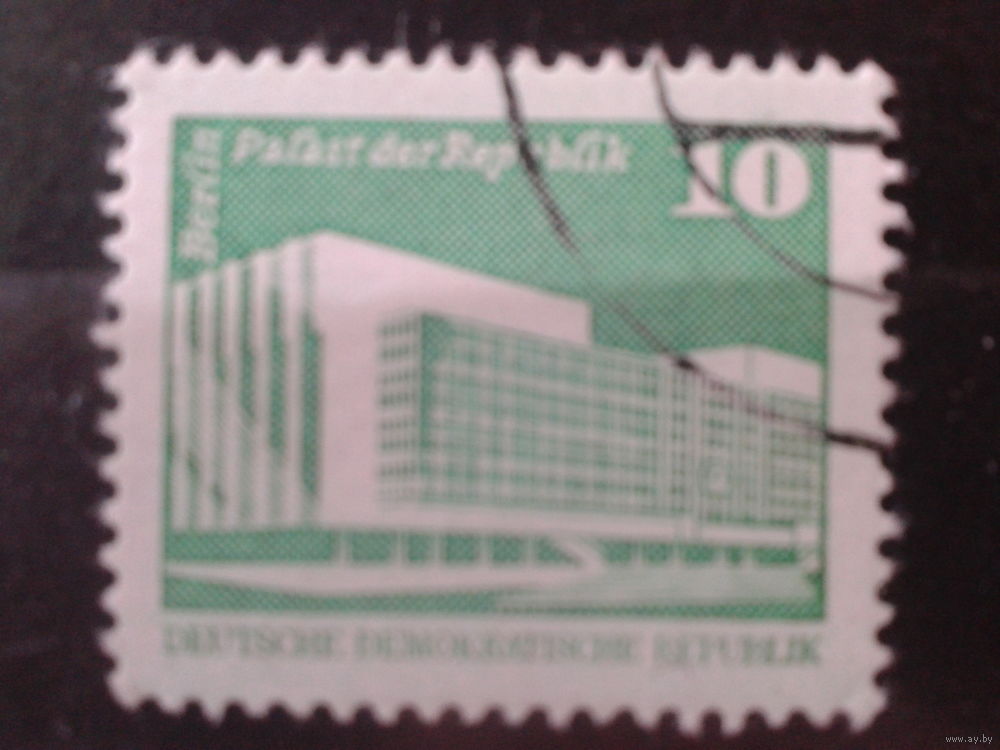 Berlin
Palast der Republik
10
DEUTSCHE DEMOKRATISCHE REPUBLIK
www.ay.by